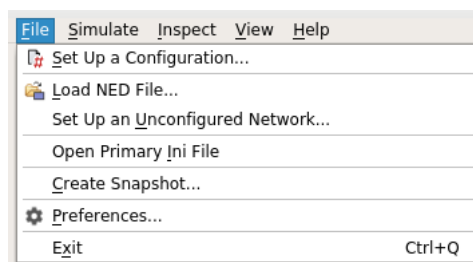 File Simulate Inspect View Help
Set Up a Configuration...
Load NED File...
Set Up an Unconfigured Network...
Open Primary Ini File
Create Snapshot...
Preferences...
Exit Ctrl+Q